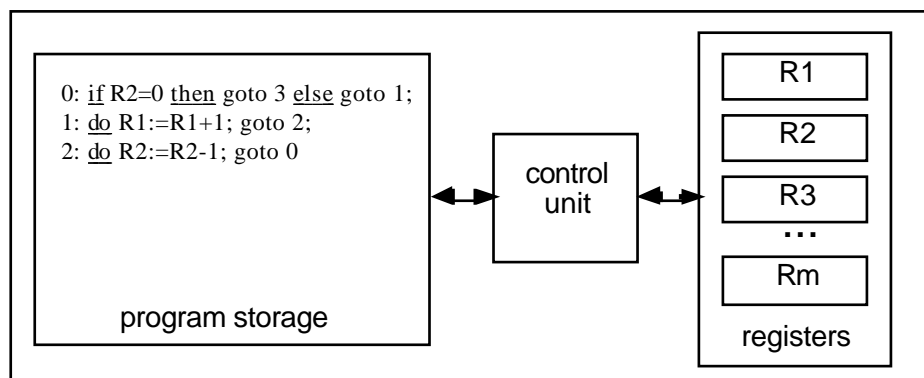 0: if R2=0 then goto 3 else goto 1;
1: do R1:=R1+1; goto 2;
2: do R2:=R2-1; goto 0
program storage
control
unit
R1
R2
R3
...
Rm
registers